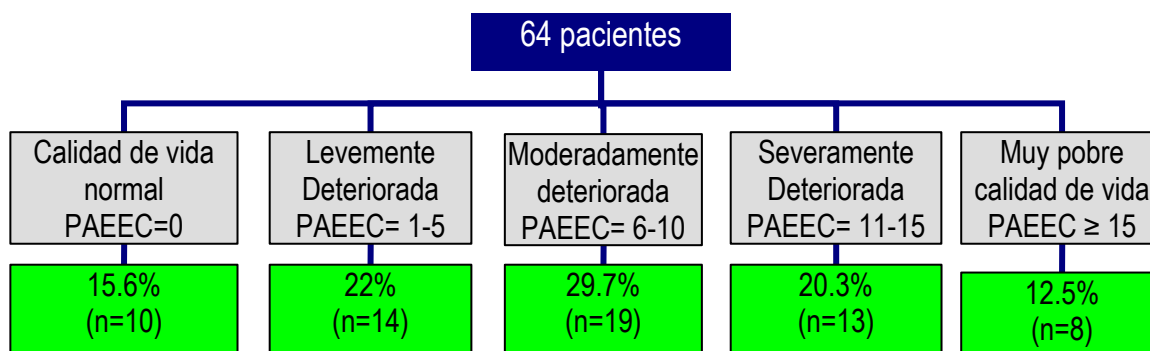 64 pacientes
Calidad de vida
normal
PAEEC=0
Levemente
Deteriorada
PAEEC= 1-5
Moderadamente
deteriorada
PAEEC= 6-10
Severamente
Deteriorada
PAEEC= 11-15
Muy pobre
calidad de vida
PAEEC ≥ 15
15.6%
(n=10)
22%
(n=14)
29.7%
(n=19)
20.3%
(n=13)
12.5%
(n=8)